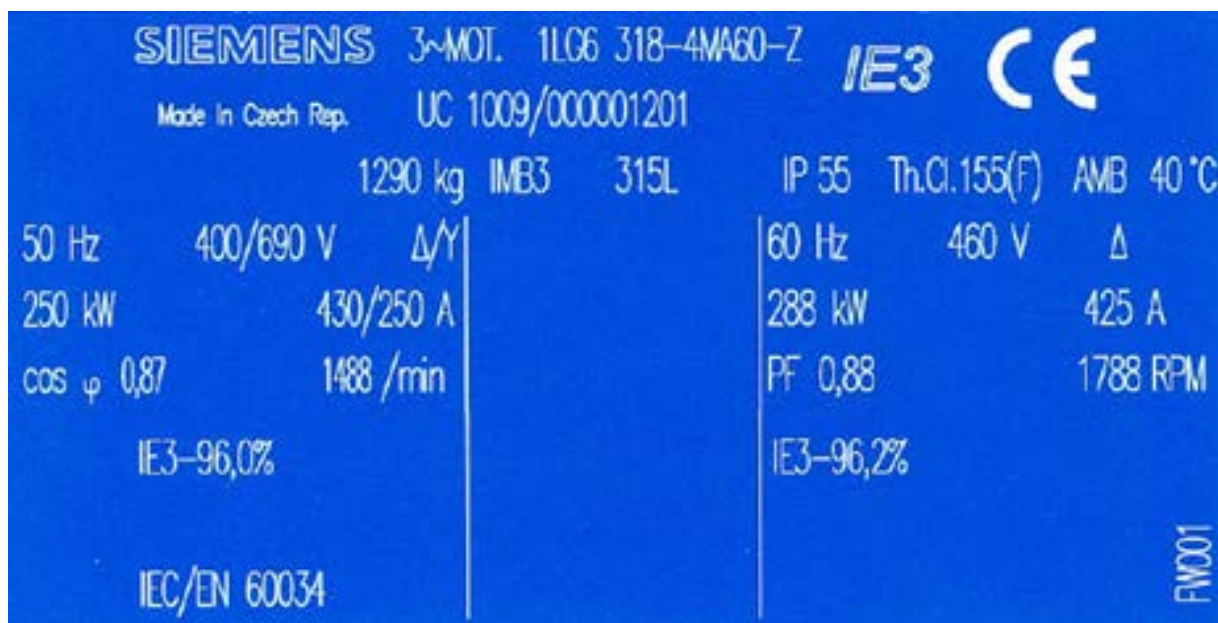 SIEMENS 3~MOT. 1LG6 318-4MA60-Z IE3 CE
Made in Czech Rep. UC 1009/000001201
1290 kg IMB3 315L IP 55 Th.Cl.155(F) AMB 40 °C
50 Hz 400/690 V Δ/Y 60 Hz 460 V Δ
250 kW 430/250 A 288 kW 425 A
cos φ 0,87 1488 /min PF 0,88 1788 RPM
IE3-96,0% IE3-96,2%
IEC/EN 60034
FW001